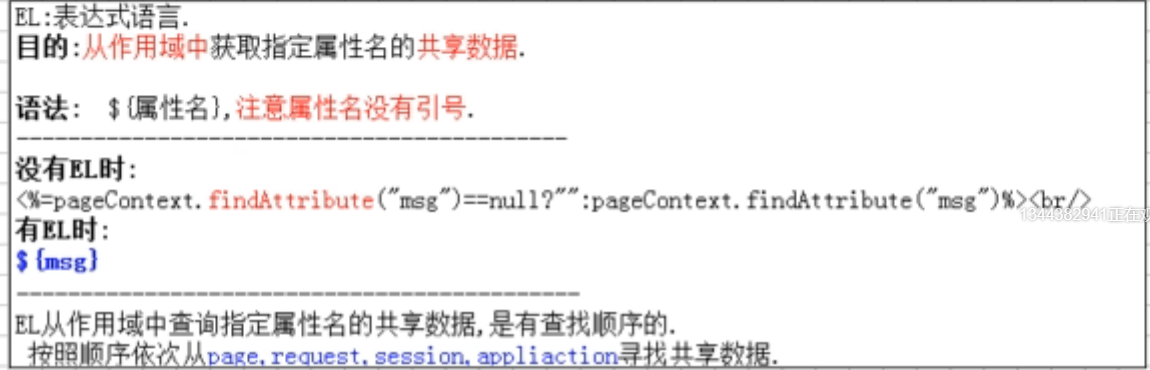 EL:表达式语言.
目的:从作用域中获取指定属性名的共享数据.
语法: ${属性名},注意属性名没有引号.
-------------------------------------------
没有EL时:
<%=pageContext.findAttribute("msg")==null?"":pageContext.findAttribute("msg")%><br/>
1344382941正在观
有EL时:
${msg}
--------------------------------------------
EL从作用域中查询指定属性名的共享数据,是有查找顺序的.
按照顺序依次从page,request,session,appliaction寻找共享数据.